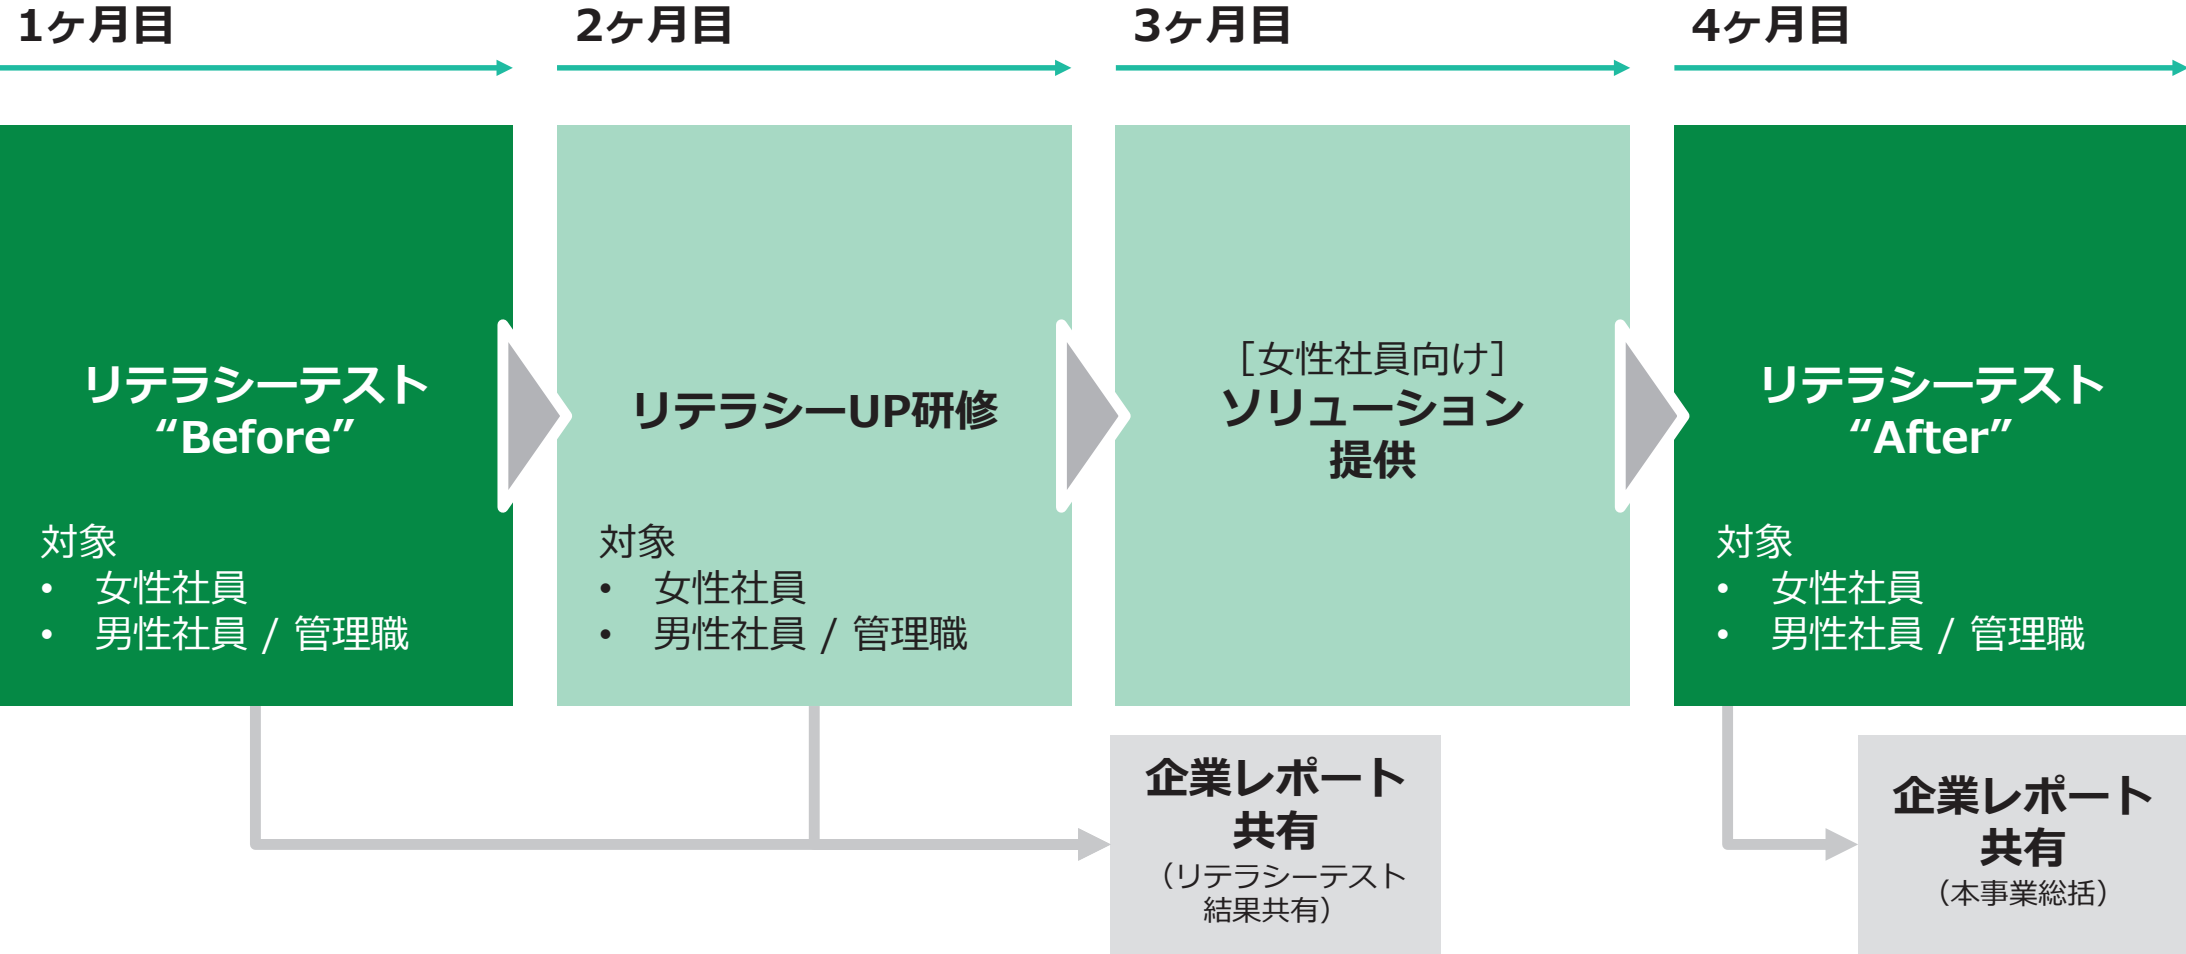 1ヶ月目
2ヶ月目
3ヶ月目
4ヶ月目
リテラシーテスト
“Before”
対象
• 女性社員
• 男性社員 / 管理職
リテラシーUP研修
対象
• 女性社員
• 男性社員 / 管理職
［女性社員向け］
ソリューション
提供
リテラシーテスト
“After”
対象
• 女性社員
• 男性社員 / 管理職
企業レポート
共有
（リテラシーテスト
結果共有）
企業レポート
共有
（本事業総括）